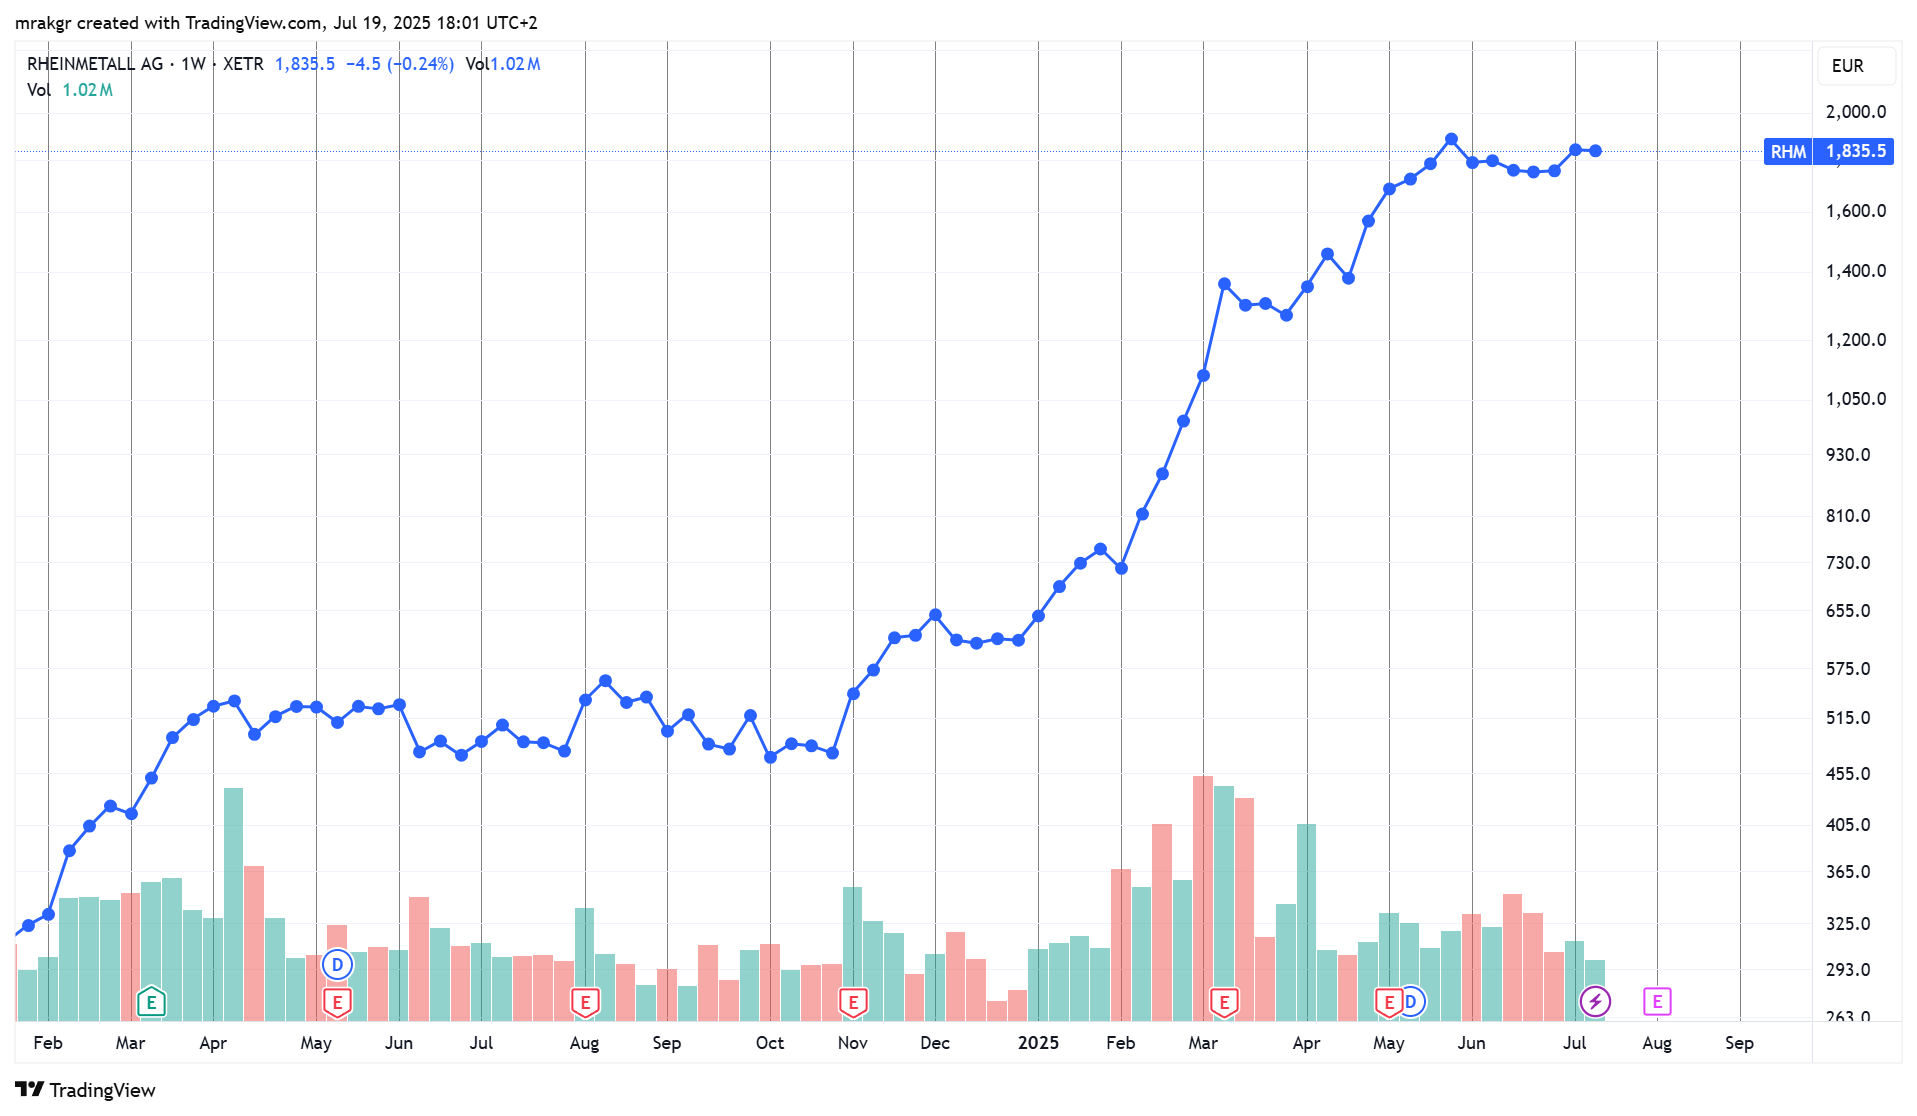 mrakgr created with TradingView.com, Jul 19, 2025 18:01 UTC+2
RHEINMETALL AG · 1W · XETR 1,835.5 −4.5 (−0.24%) Vol1.02 M
Vol 1.02 M
EUR
2,000.0
RHM 1,835.5
1,600.0
1,400.0
1,200.0
1,050.0
930.0
810.0
730.0
655.0
575.0
515.0
455.0
405.0
365.0
325.0
293.0
263.0
D
E E E E E E D E
Feb Mar Apr May Jun Jul Aug Sep Oct Nov Dec 2025 Feb Mar Apr May Jun Jul Aug Sep
TradingView